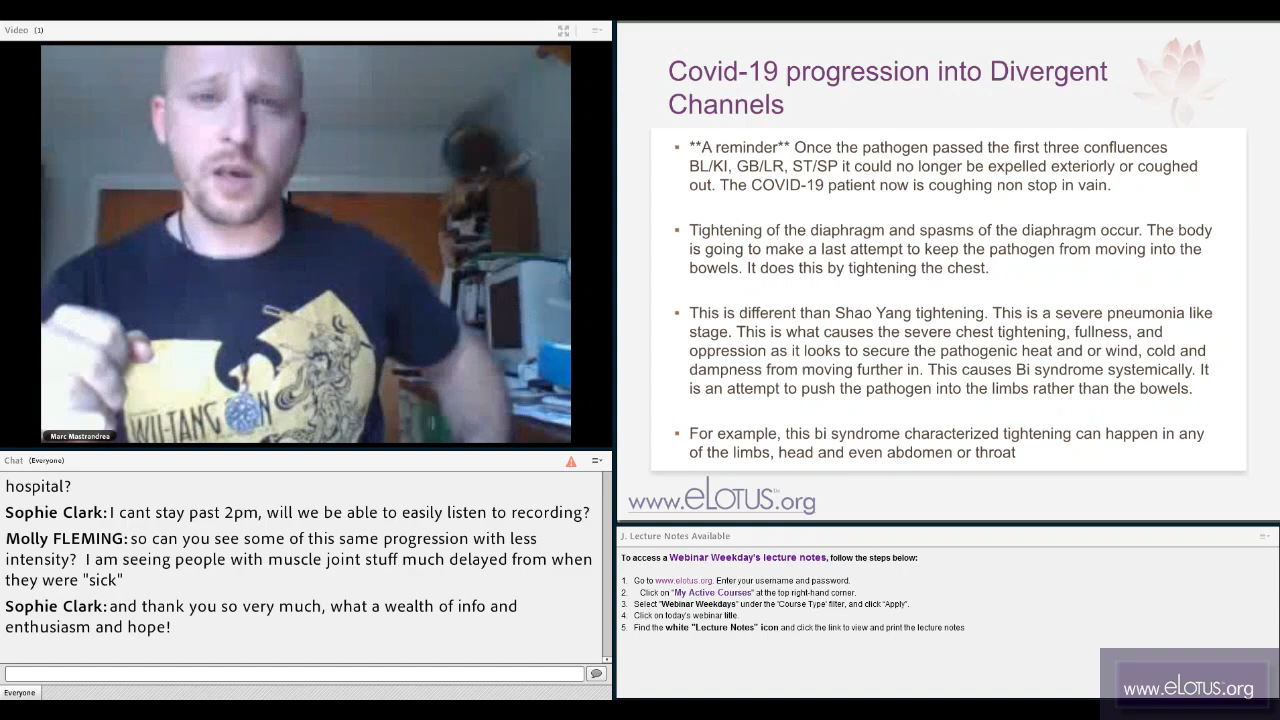 Video (1)
WU-TANG
Marc Mastrandrea
Chat (Everyone)
hospital?
Sophie Clark: I cant stay past 2pm, will we be able to easily listen to recording?
Molly FLEMING: so can you see some of this same progression with less
intensity? I am seeing people with muscle joint stuff much delayed from when
they were "sick"
Sophie Clark: and thank you so very much, what a wealth of info and
enthusiasm and hope!
Everyone
Covid-19 progression into Divergent
Channels
**A reminder** Once the pathogen passed the first three confluences
BL/KI, GB/LR, ST/SP it could no longer be expelled exteriorly or coughed
out. The COVID-19 patient now is coughing non stop in vain.
Tightening of the diaphragm and spasms of the diaphragm occur. The body
is going to make a last attempt to keep the pathogen from moving into the
bowels. It does this by tightening the chest.
This is different than Shao Yang tightening. This is a severe pneumonia like
stage. This is what causes the severe chest tightening, fullness, and
oppression as it looks to secure the pathogenic heat and or wind, cold and
dampness from moving further in. This causes Bi syndrome systemically. It
is an attempt to push the pathogen into the limbs rather than the bowels.
For example, this bi syndrome characterized tightening can happen in any
of the limbs, head and even abdomen or throat
www.eLOTUS.org
J. Lecture Notes Available
To access a Webinar Weekday's lecture notes, follow the steps below:
1. Go to www.elotus.org. Enter your username and password.
2. Click on "My Active Courses" at the top right-hand corner.
3. Select "Webinar Weekdays" under the 'Course Type' filter, and click "Apply".
4. Click on today's webinar title.
5. Find the white "Lecture Notes" icon and click the link to view and print the lecture notes
www.eLOTUS.org